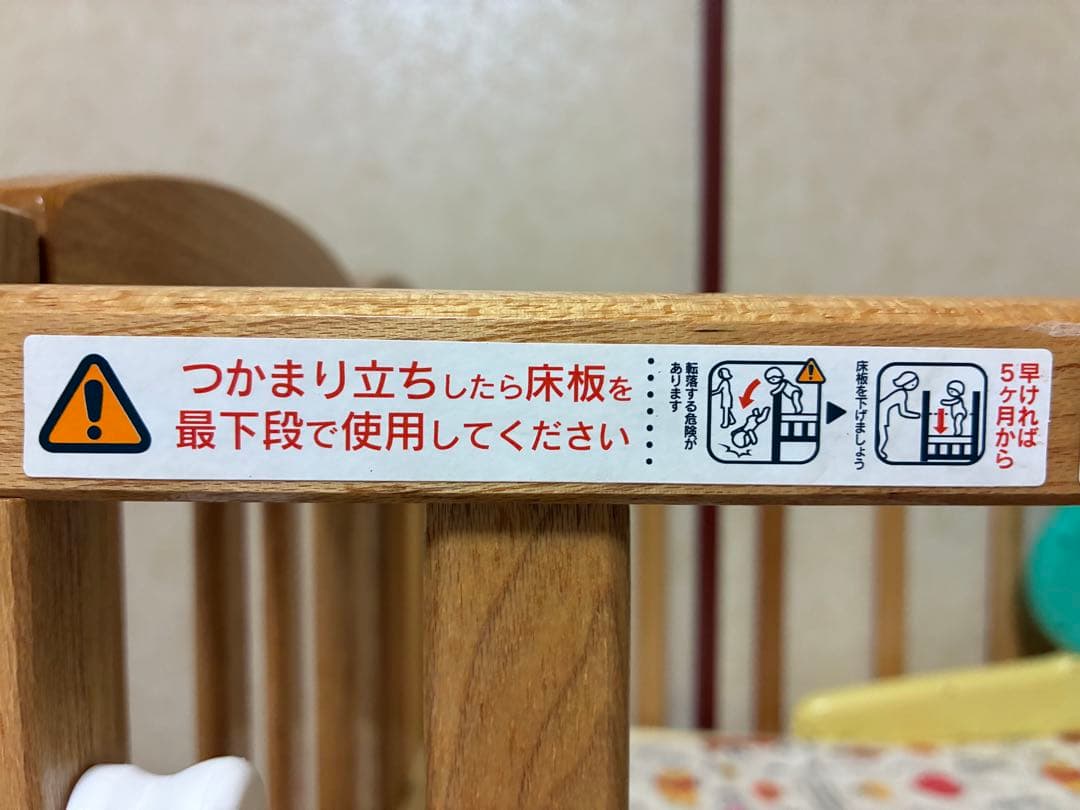 つかまり立ちしたら床板を
最下段で使用してください
転落する危険が
あります
床板を下げましょう
早ければ
5ヶ月から